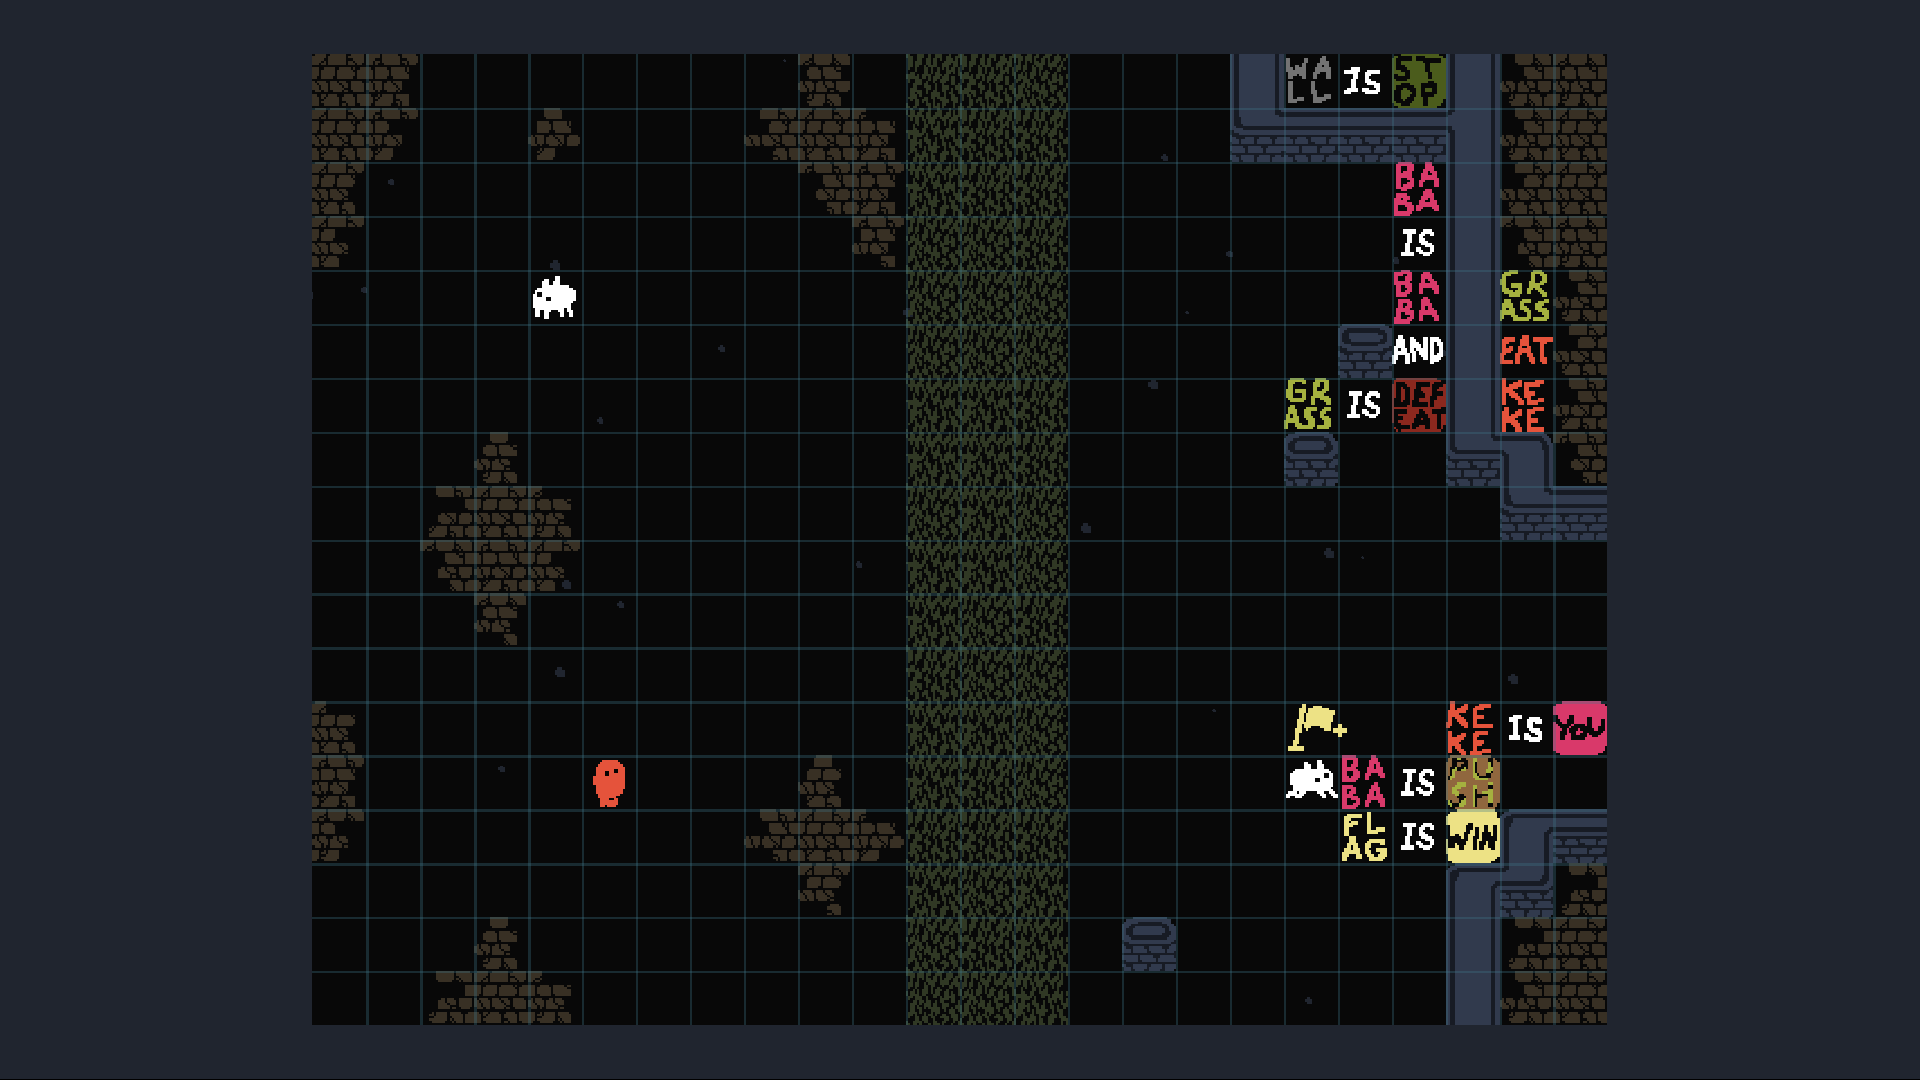 WALL IS STOP
BABA
IS
BABA GRASS
AND EAT
GRASS IS DEFEAT KEKE
KEKE IS YOU
BABA IS PUSH
FLAG IS WIN